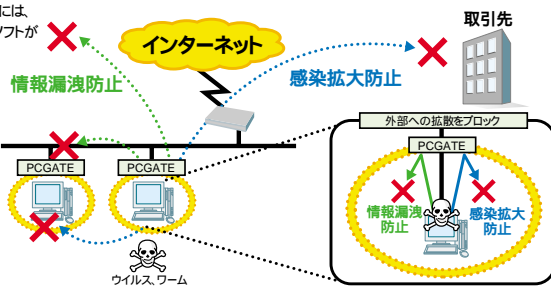 には、
ソフトが
インターネット
取引先
情報漏洩防止
感染拡大防止
外部への拡散をブロック
PCGATE
PCGATE
PCGATE
情報漏洩
防止
感染拡大
防止
ウイルス、ワーム